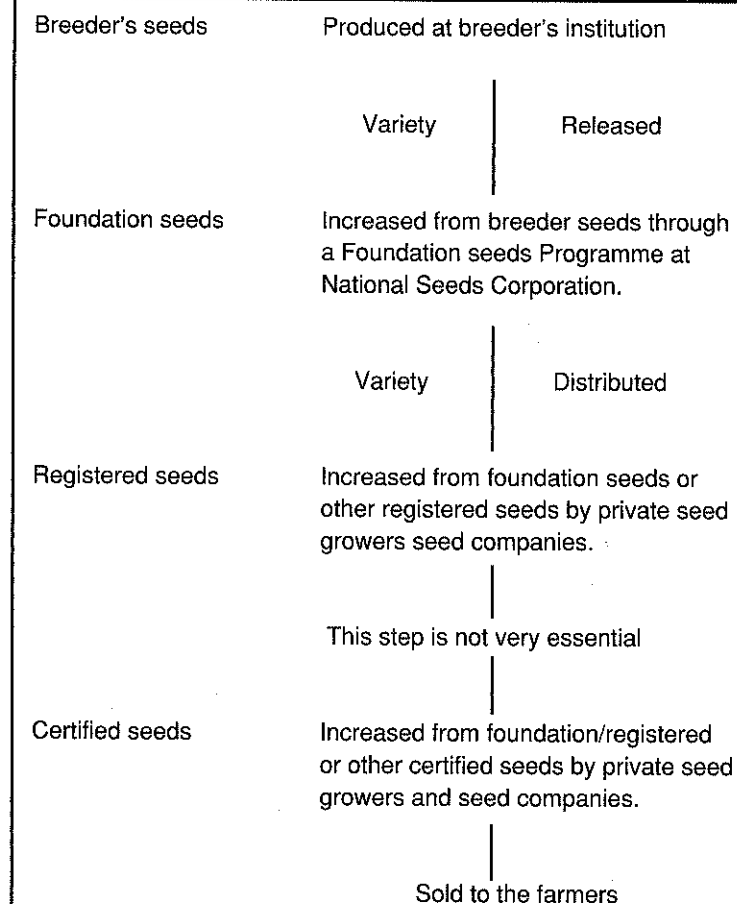 Breeder's seeds Produced at breeder's institution
Variety Released
Foundation seeds Increased from breeder seeds through
a Foundation seeds Programme at
National Seeds Corporation.
Variety Distributed
Registered seeds Increased from foundation seeds or
other registered seeds by private seed
growers seed companies.
This step is not very essential
Certified seeds Increased from foundation/registered
or other certified seeds by private seed
growers and seed companies.
Sold to the farmers